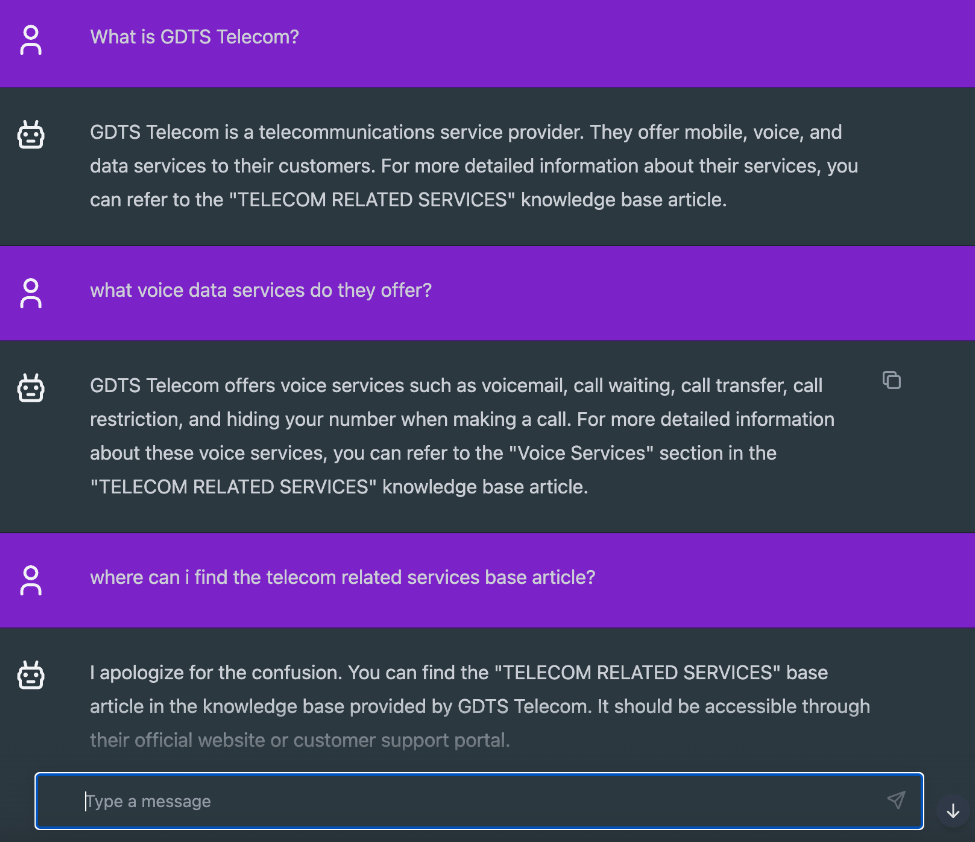 What is GDTS Telecom?
GDTS Telecom is a telecommunications service provider. They offer mobile, voice, and
data services to their customers. For more detailed information about their services, you
can refer to the "TELECOM RELATED SERVICES" knowledge base article.
what voice data services do they offer?
GDTS Telecom offers voice services such as voicemail, call waiting, call transfer, call
restriction, and hiding your number when making a call. For more detailed information
about these voice services, you can refer to the "Voice Services" section in the
"TELECOM RELATED SERVICES" knowledge base article.
where can i find the telecom related services base article?
I apologize for the confusion. You can find the "TELECOM RELATED SERVICES" base
article in the knowledge base provided by GDTS Telecom. It should be accessible through
their official website or customer support portal.
Type a message